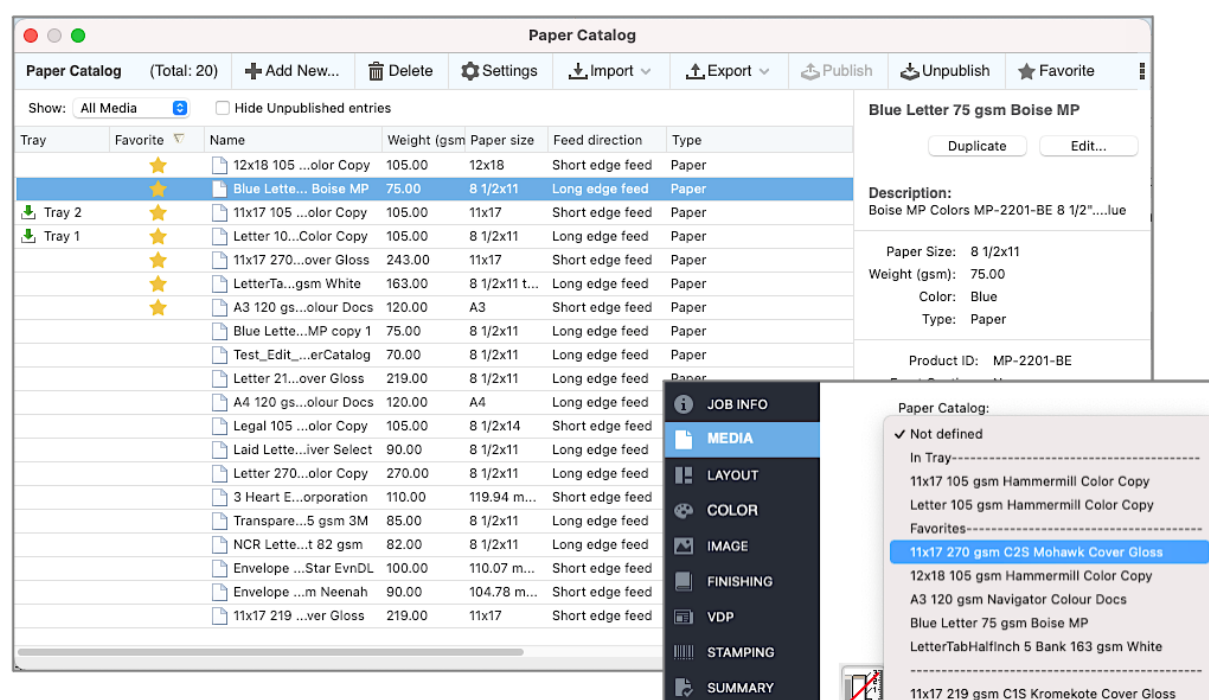 Paper Catalog
Paper Catalog (Total: 20) Add New... Delete Settings Import Export Publish Unpublish Favorite
Show: All Media Hide Unpublished entries
Tray Favorite Name Weight (gsm Paper size Feed direction Type
12x18 105 ...olor Copy 105.00 12x18 Short edge feed Paper
Blue Lette... Boise MP 75.00 8 1/2x11 Long edge feed Paper
Tray 2 11x17 105 ...olor Copy 105.00 11x17 Short edge feed Paper
Tray 1 Letter 10...Color Copy 105.00 8 1/2x11 Long edge feed Paper
11x17 270...over Gloss 243.00 11x17 Short edge feed Paper
LetterTa...gsm White 163.00 8 1/2x11 t... Long edge feed Paper
A3 120 gs...olour Docs 120.00 A3 Short edge feed Paper
Blue Lette...MP copy 1 75.00 8 1/2x11 Long edge feed Paper
Test_Edit_...erCatalog 70.00 8 1/2x11 Long edge feed Paper
Letter 21...over Gloss 219.00 8 1/2x11 Long edge feed Paper
A4 120 gs...olour Docs 120.00 A4 Long edge feed
Legal 105 ...olor Copy 105.00 8 1/2x14 Short edge feed
Laid Lette...iver Select 90.00 8 1/2x11 Long edge feed
Letter 270...olor Copy 270.00 8 1/2x11 Long edge feed
3 Heart E...orporation 110.00 119.94 m... Short edge feed
Transpare...5 gsm 3M 85.00 8 1/2x11 Long edge feed
NCR Lette...t 82 gsm 82.00 8 1/2x11 Long edge feed
Envelope ...Star EvnDL 100.00 110.07 m... Short edge feed
Envelope ...m Neenah 90.00 104.78 m... Short edge feed
11x17 219 ...ver Gloss 219.00 11x17 Short edge feed
Blue Letter 75 gsm Boise MP
Duplicate Edit...
Description:
Boise MP Colors MP-2201-BE 8 1/2"....lue
Paper Size: 8 1/2x11
Weight (gsm): 75.00
Color: Blue
Type: Paper
Product ID: MP-2201-BE
JOB INFO
MEDIA
LAYOUT
COLOR
IMAGE
FINISHING
VDP
STAMPING
SUMMARY
Paper Catalog:
✓ Not defined
In Tray--------------------------------
11x17 105 gsm Hammermill Color Copy
Letter 105 gsm Hammermill Color Copy
Favorites------------------------------
11x17 270 gsm C2S Mohawk Cover Gloss
12x18 105 gsm Hammermill Color Copy
A3 120 gsm Navigator Colour Docs
Blue Letter 75 gsm Boise MP
LetterTabHalfInch 5 Bank 163 gsm White
---------------------------------------
11x17 219 gsm C1S Kromekote Cover Gloss